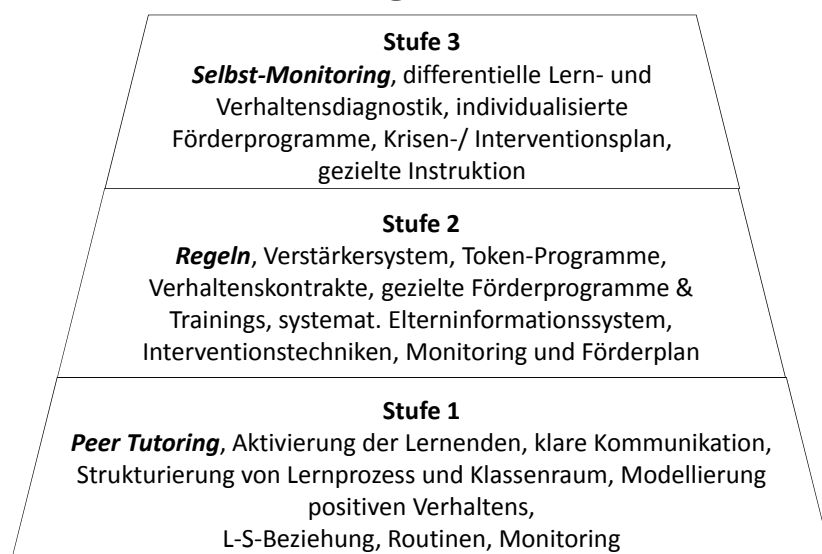 Stufe 3
Selbst-Monitoring, differentielle Lern- und
Verhaltensdiagnostik, individualisierte
Förderprogramme, Krisen-/ Interventionsplan,
gezielte Instruktion
Stufe 2
Regeln, Verstärkersystem, Token-Programme,
Verhaltenskontrakte, gezielte Förderprogramme &
Trainings, systemat. Elterninformationssystem,
Interventionstechniken, Monitoring und Förderplan
Stufe 1
Peer Tutoring, Aktivierung der Lernenden, klare Kommunikation,
Strukturierung von Lernprozess und Klassenraum, Modellierung
positiven Verhaltens,
L-S-Beziehung, Routinen, Monitoring